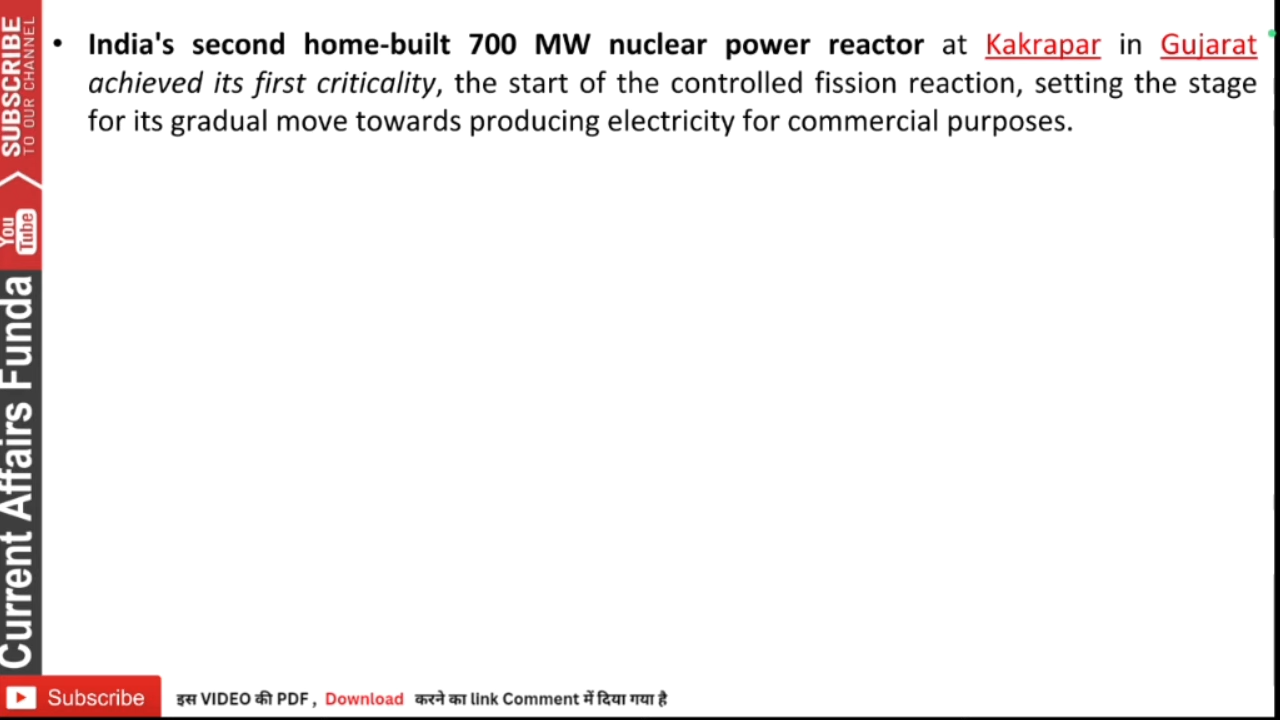 • India's second home-built 700 MW nuclear power reactor at Kakrapar in Gujarat
achieved its first criticality, the start of the controlled fission reaction, setting the stage
for its gradual move towards producing electricity for commercial purposes.
SUBSCRIBE
TO OUR CHANNEL
You
Tube
Current Affairs Funda
Subscribe
इस VIDEO की PDF , Download करने का link Comment में दिया गया है